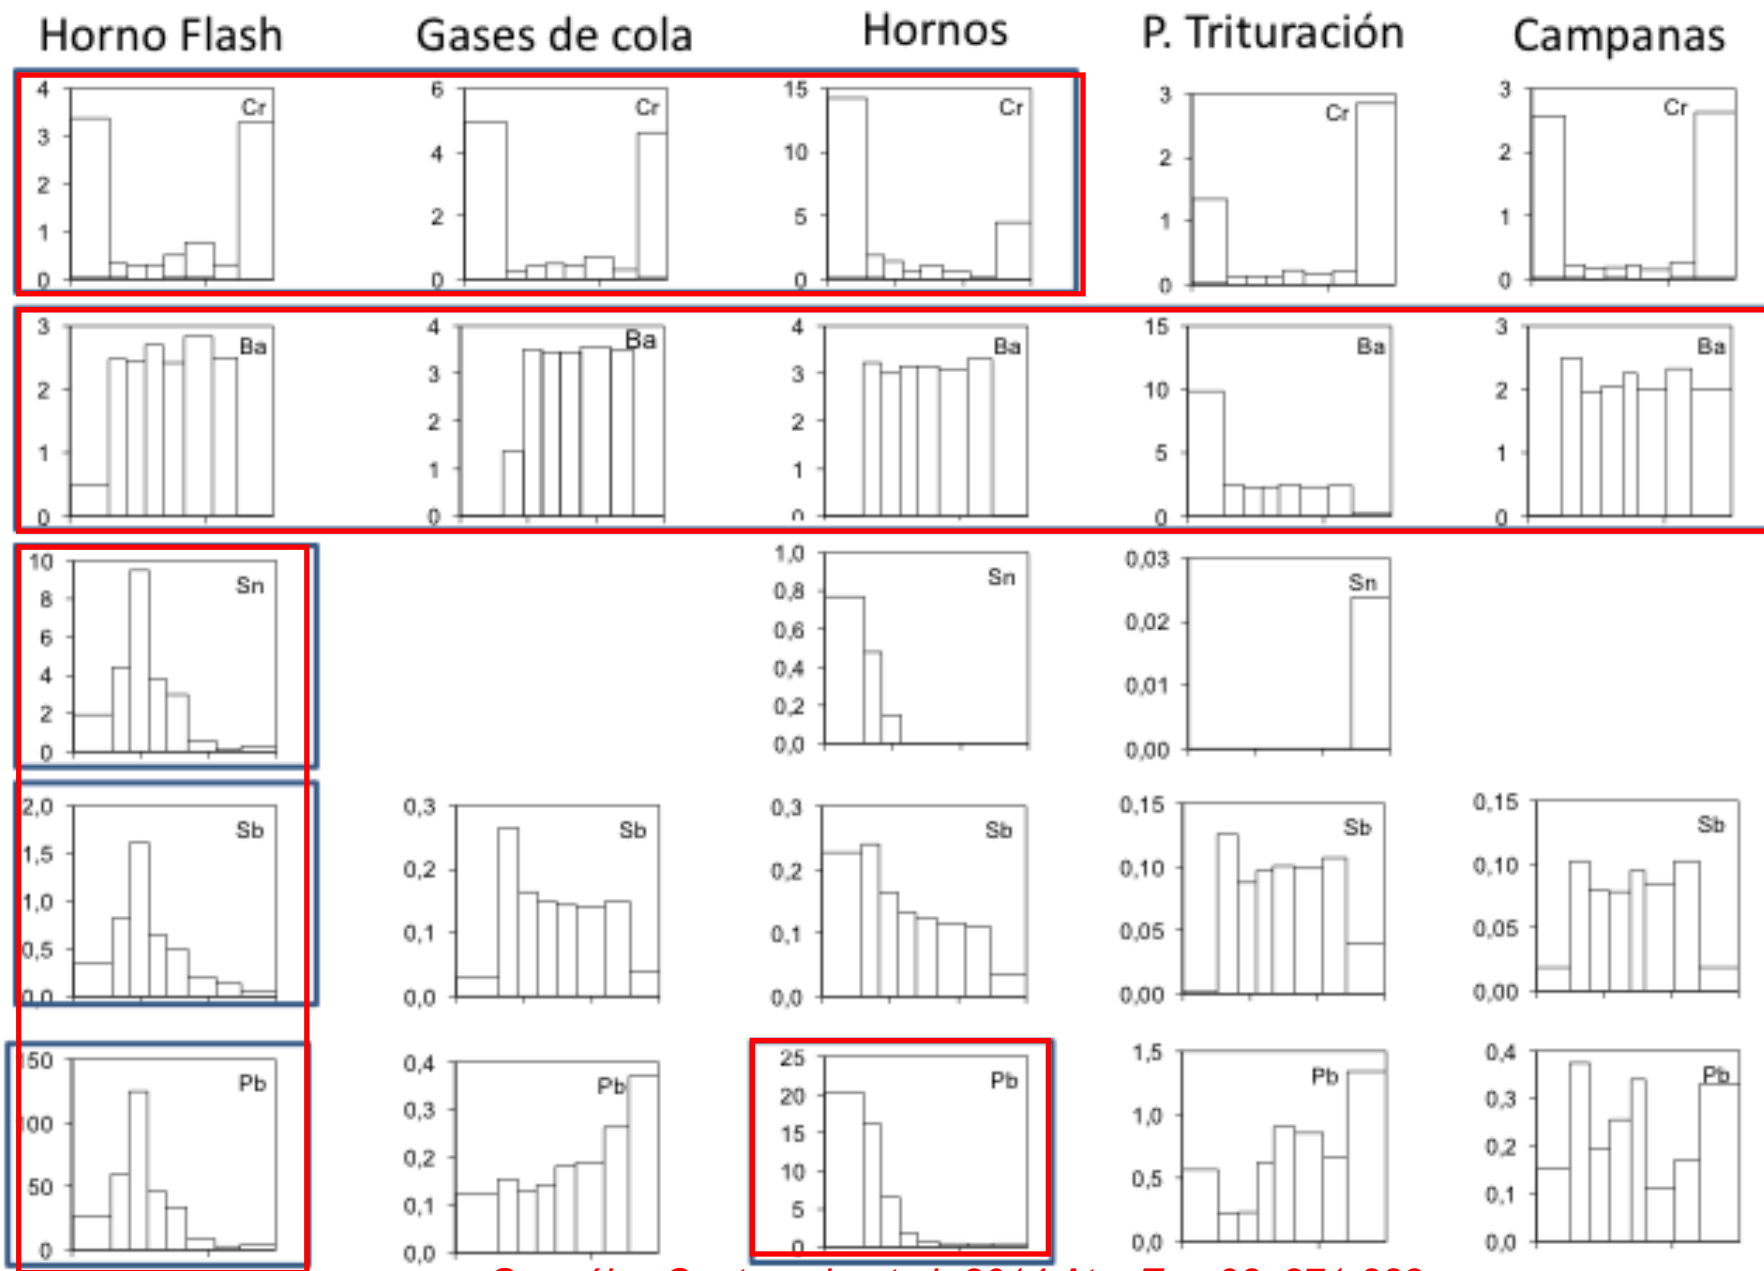 Horno Flash Gases de cola Hornos P. Trituración Campanas
4 3 2 1 0 Cr
6 4 2 0 Cr
15 10 5 0 Cr
3 2 1 0 Cr
3 2 1 0 Cr
3 2 1 0 Ba
4 3 2 1 0 Ba
4 3 2 1 Ba
15 10 5 0 Ba
3 2 1 0 Ba
10 8 6 4 2 0 Sn
1,0 0,8 0,6 0,4 0,2 0,0 Sn
0,03 0,02 0,01 0,00 Sn
2,0 1,5 1,0 0,5 0,0 Sb
0,3 0,2 0,1 0,0 Sb
0,3 0,2 0,1 0,0 Sb
0,15 0,10 0,05 0,00 Sb
0,15 0,10 0,05 0,00 Sb
150 100 50 0 Pb
0,4 0,3 0,2 0,1 0,0 Pb
25 20 15 10 5 0 Pb
1,5 1,0 0,5 0,0 Pb
0,4 0,3 0,2 0,1 0,0 Pb